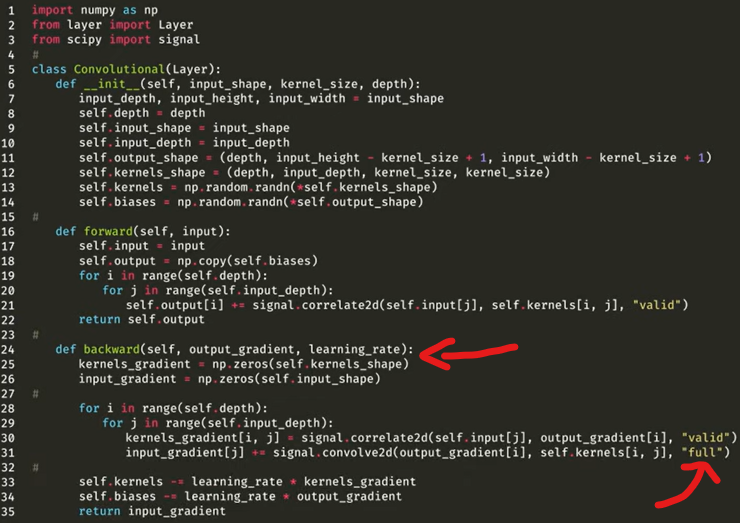 1 import numpy as np
2 from layer import Layer
3 from scipy import signal
4 #
5 class Convolutional(Layer):
6     def __init__(self, input_shape, kernel_size, depth):
7         input_depth, input_height, input_width = input_shape
8         self.depth = depth
9         self.input_shape = input_shape
10         self.input_depth = input_depth
11         self.output_shape = (depth, input_height - kernel_size + 1, input_width - kernel_size + 1)
12         self.kernels_shape = (depth, input_depth, kernel_size, kernel_size)
13         self.kernels = np.random.randn(*self.kernels_shape)
14         self.biases = np.random.randn(*self.output_shape)
15 #
16     def forward(self, input):
17         self.input = input
18         self.output = np.copy(self.biases)
19         for i in range(self.depth):
20             for j in range(self.input_depth):
21                 self.output[i] += signal.correlate2d(self.input[j], self.kernels[i, j], "valid")
22         return self.output
23 #
24     def backward(self, output_gradient, learning_rate):
25         kernels_gradient = np.zeros(self.kernels_shape)
26         input_gradient = np.zeros(self.input_shape)
27 #
28         for i in range(self.depth):
29             for j in range(self.input_depth):
30                 kernels_gradient[i, j] = signal.correlate2d(self.input[j], output_gradient[i], "valid")
31                 input_gradient[j] += signal.convolve2d(output_gradient[i], self.kernels[i, j], "full")
32 #
33         self.kernels -= learning_rate * kernels_gradient
34         self.biases -= learning_rate * output_gradient
35         return input_gradient